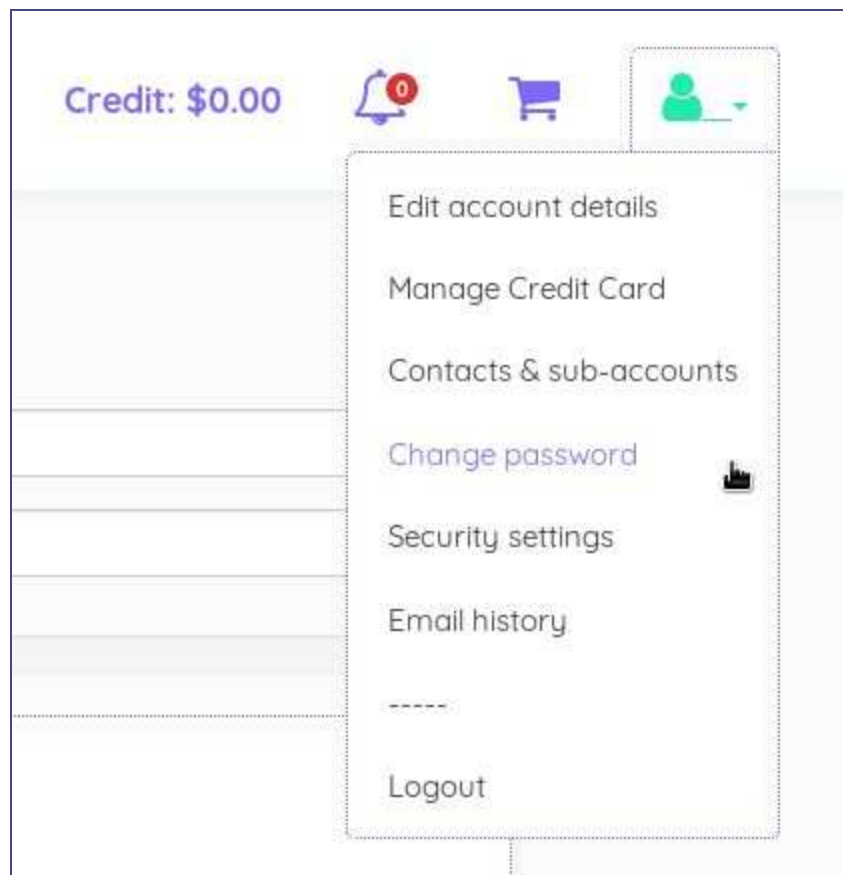 Credit: $0.00
0
Edit account details
Manage Credit Card
Contacts & sub-accounts
Change password
Security settings
Email history
-----
Logout